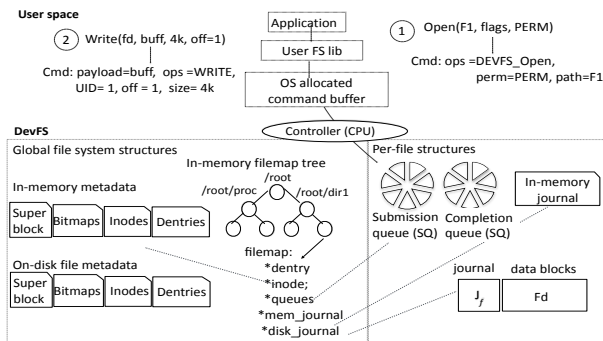 User space
2 Write(fd, buff, 4k, off=1)
Cmd: payload=buff, ops =WRITE,
UID= 1, off = 1, size= 4k
Application
User FS lib
OS allocated
command buffer
1 Open(F1, flags, PERM)
Cmd: ops =DEVFS_Open,
perm=PERM, path=F1
Controller (CPU)
DevFS
Global file system structures
In-memory metadata
Super
block
Bitmaps
Inodes
Dentries
On-disk file metadata
Super
block
Bitmaps
Inodes
Dentries
In-memory filemap tree
/root
/root/proc
/root/dir1
filemap:
*dentry
*inode;
*queues
*mem_journal
*disk_journal
Per-file structures
Submission
queue (SQ)
Completion
queue (SQ)
In-memory
journal
journal
data blocks
Jf
Fd